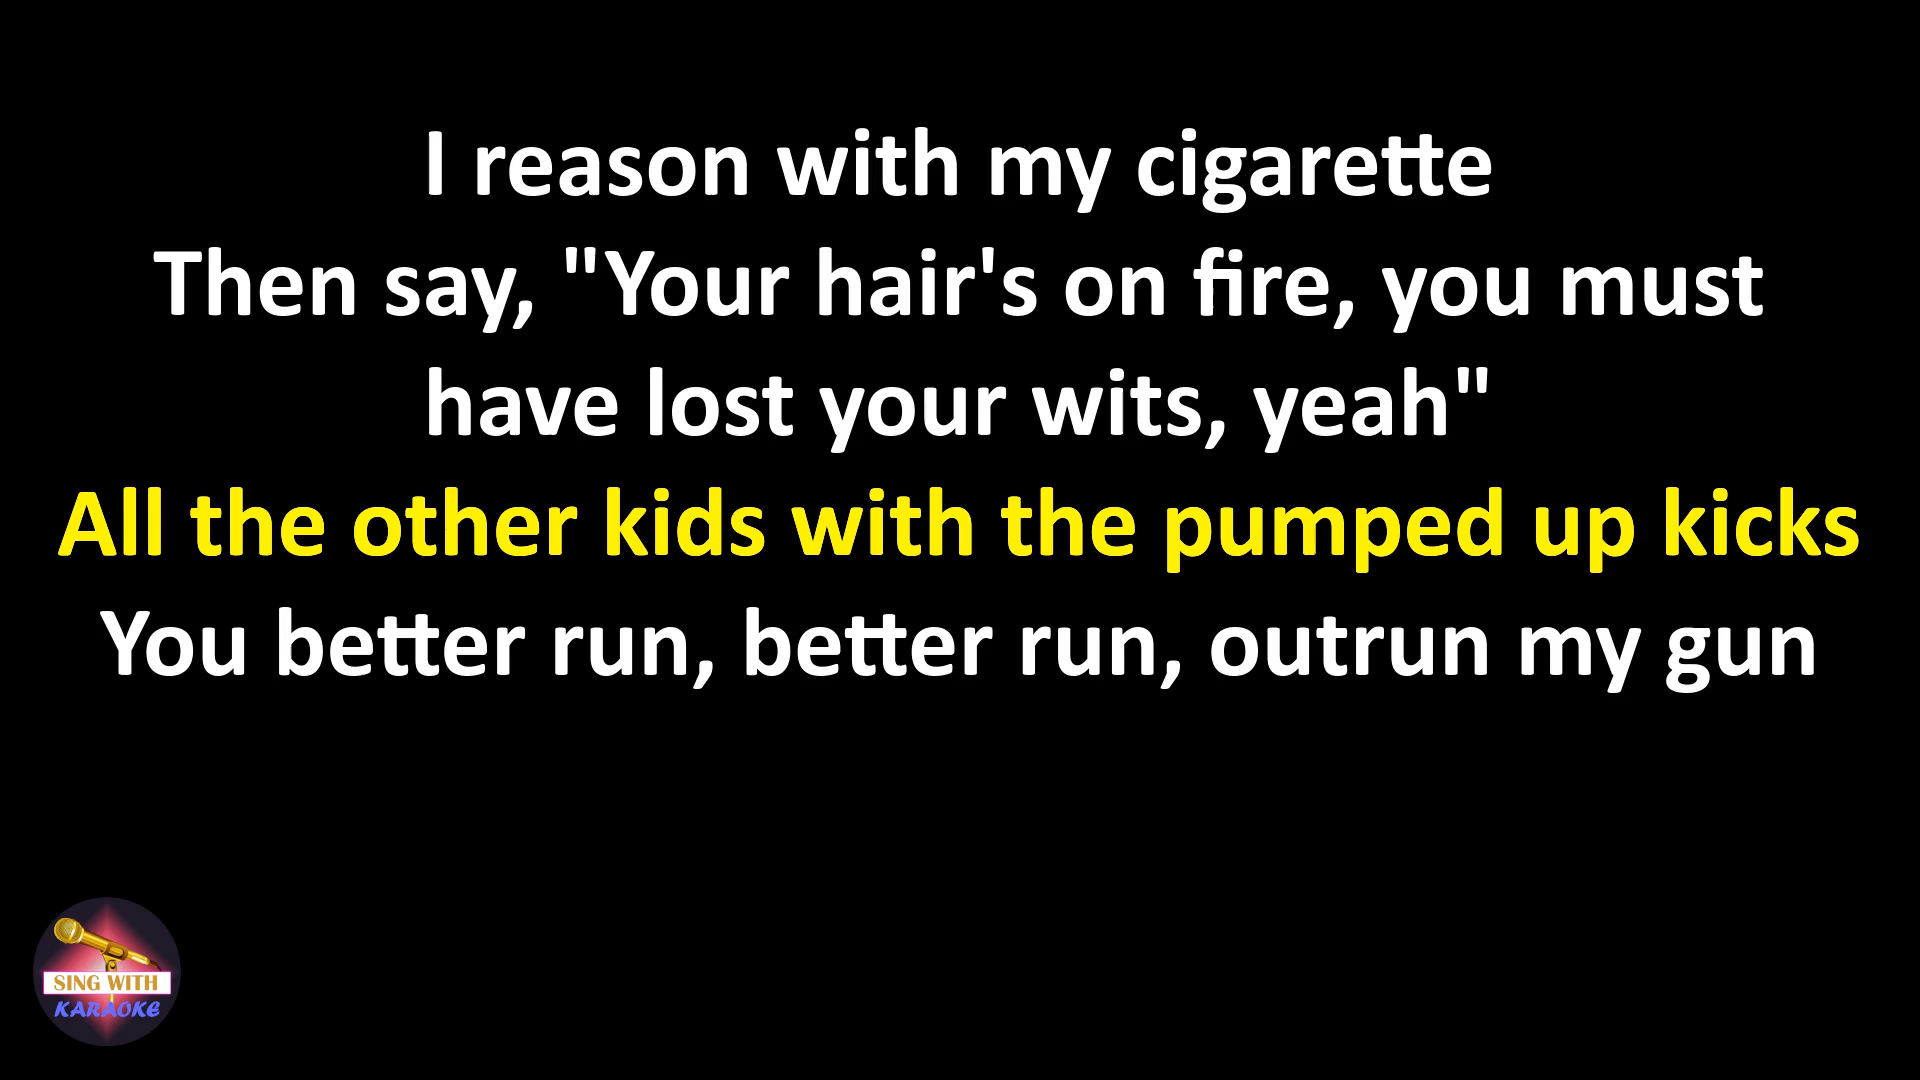 I reason with my cigarette
Then say, "Your hair's on fire, you must
have lost your wits, yeah"
All the other kids with the pumped up kicks
You better run, better run, outrun my gun
SING WITH
KARAOKE